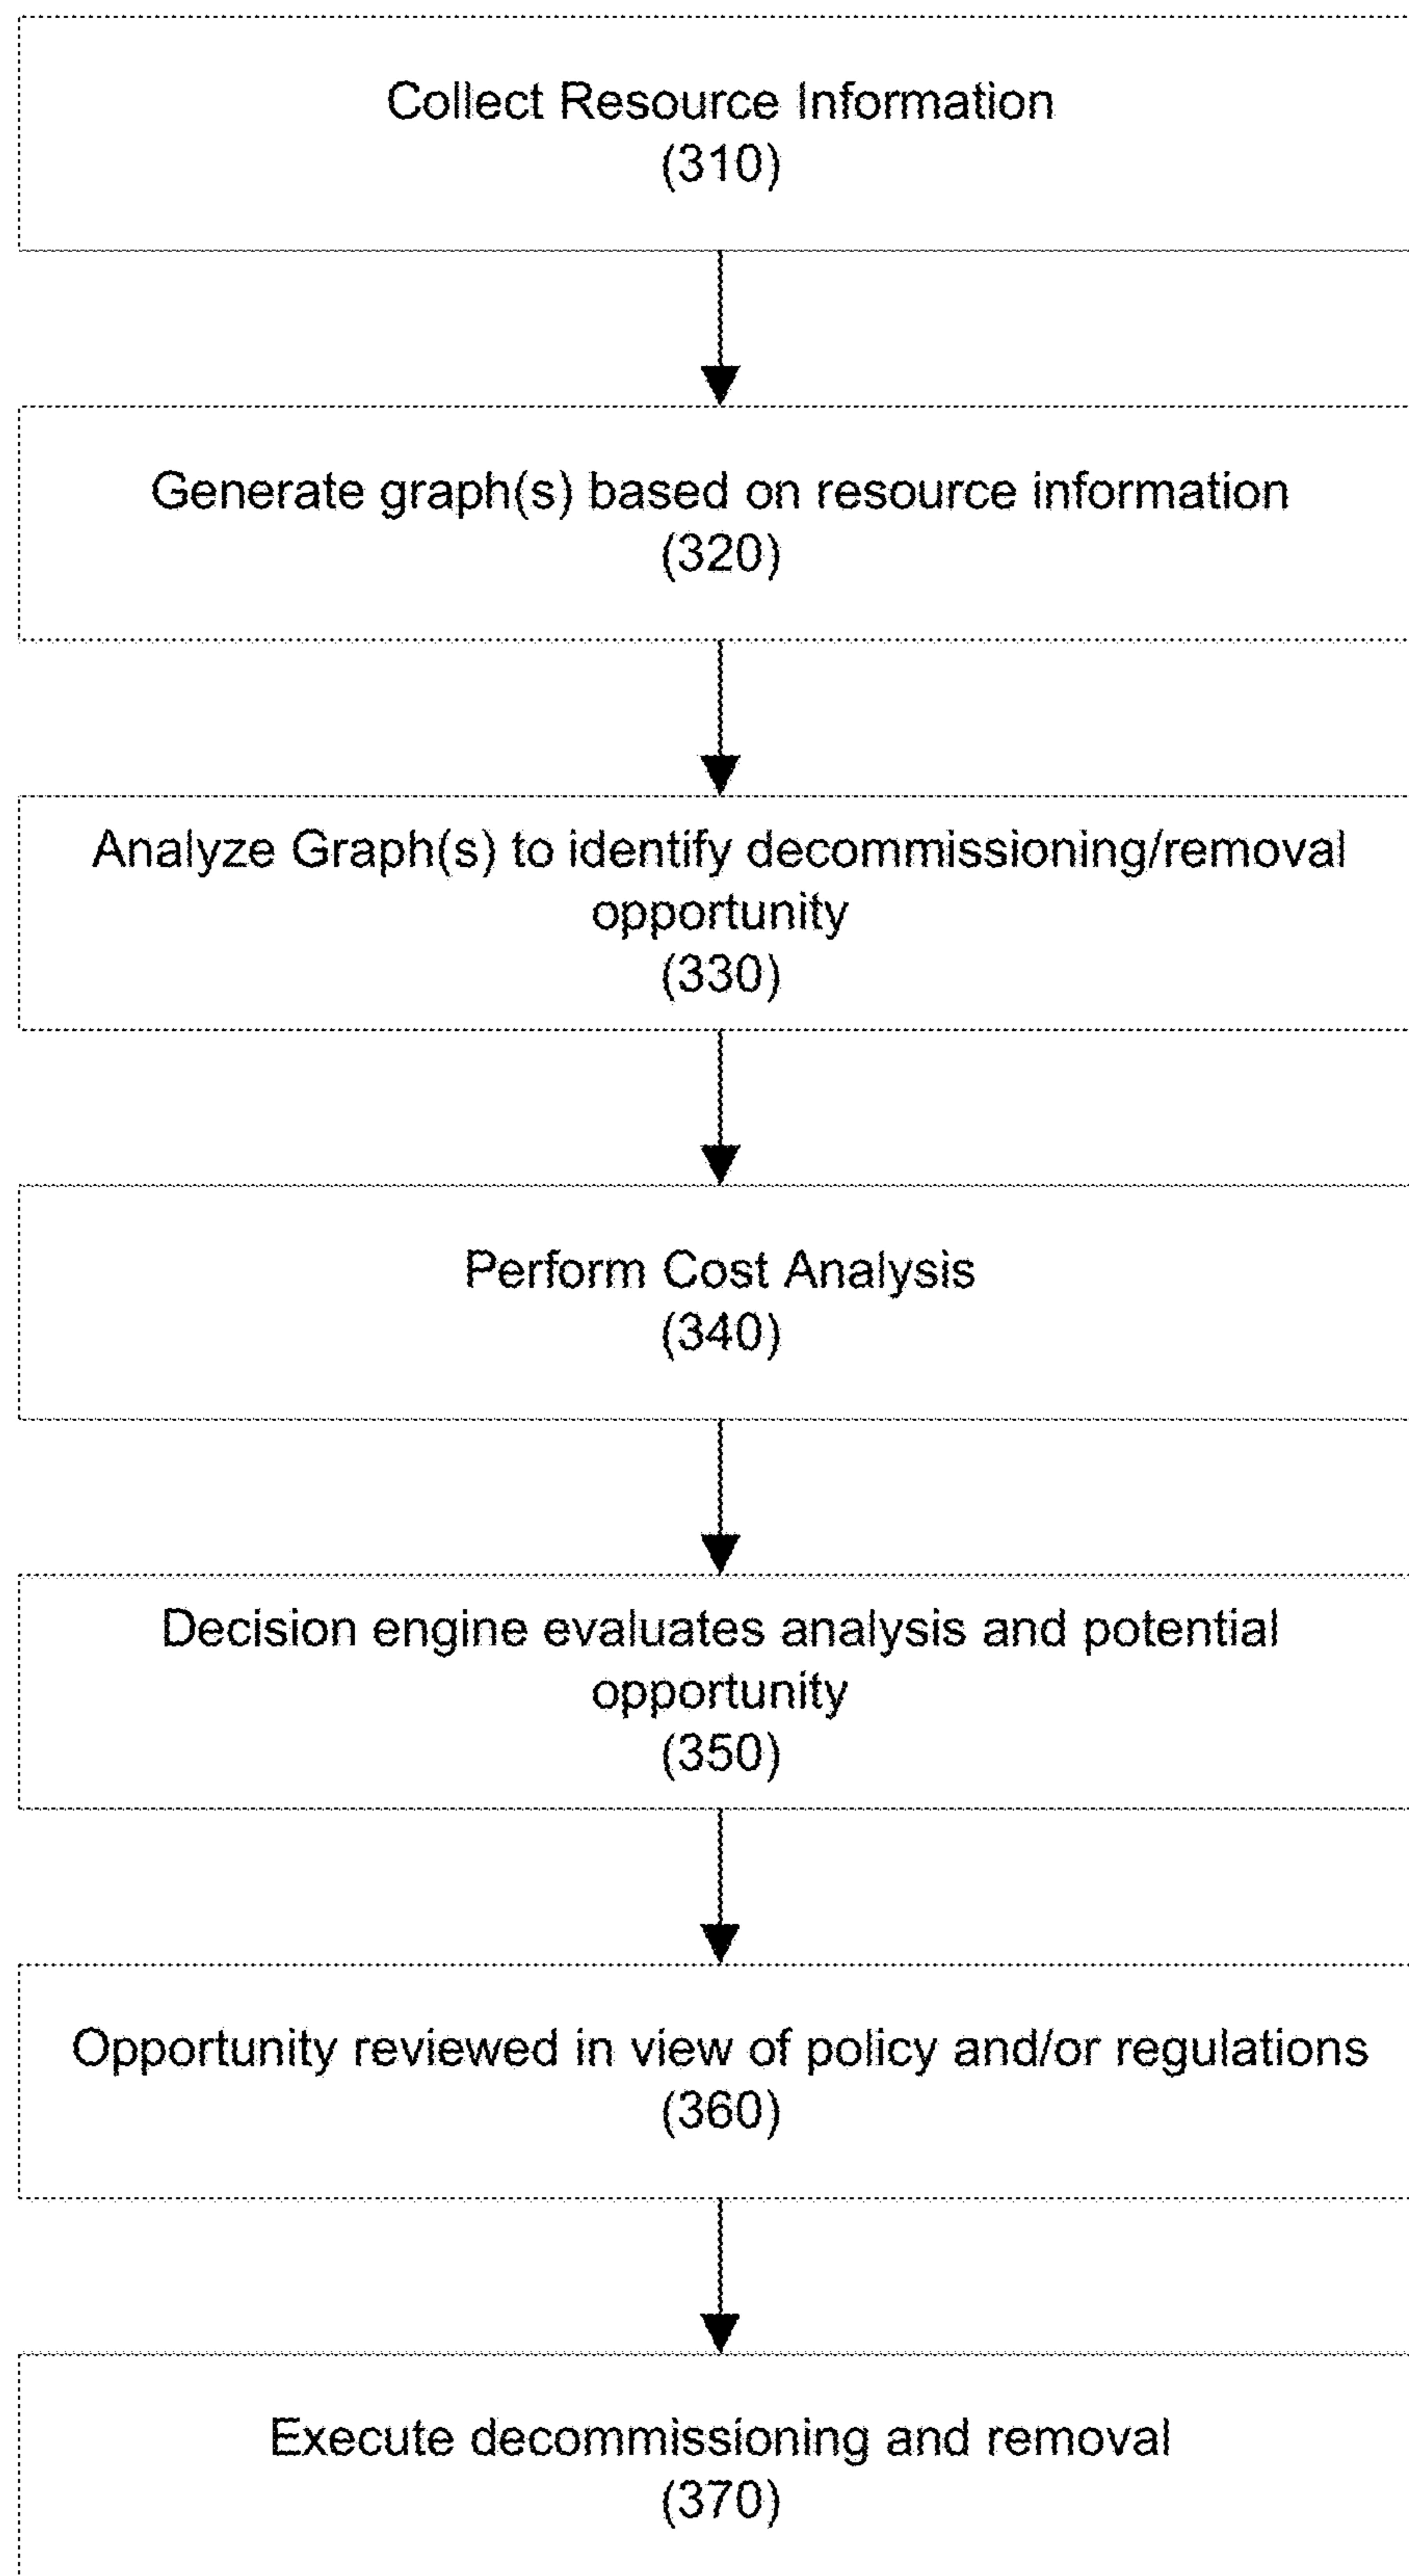 Collect Resource Information
(310)
Generate graph(s) based on resource information
(320)
Analyze Graph(s) to identify decommissioning/removal
opportunity
(330)
Perform Cost Analysis
(340)
Decision engine evaluates analysis and potential
opportunity
(350)
Opportunity reviewed in view of policy and/or regulations
(360)
Execute decommissioning and removal
(370)